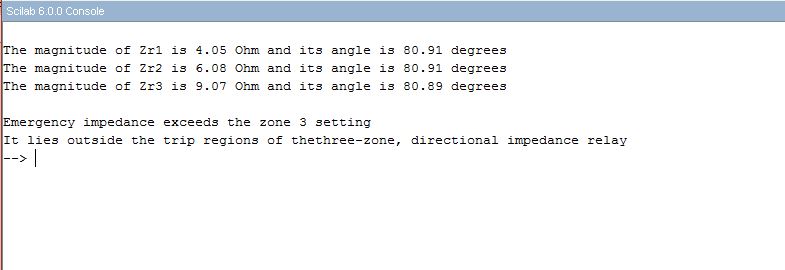 Scilab 6.0.0 Console
The magnitude of Zr1 is 4.05 Ohm and its angle is 80.91 degrees
The magnitude of Zr2 is 6.08 Ohm and its angle is 80.91 degrees
The magnitude of Zr3 is 9.07 Ohm and its angle is 80.89 degrees
Emergency impedance exceeds the zone 3 setting
It lies outside the trip regions of thethree-zone, directional impedance relay
-->